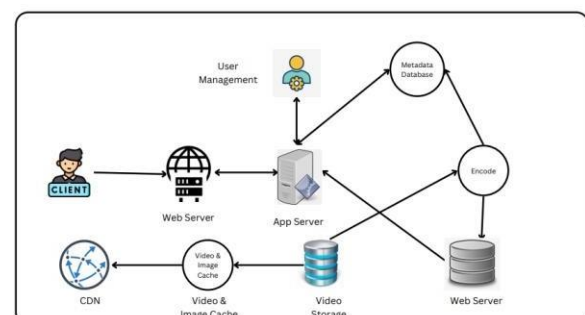 User
Management
Metadata
Database
CLIENT
Encode
Web Server
App Server
Video &
Image
Cache
CDN
Video &
Image Cache
Video
Storage
Web Server